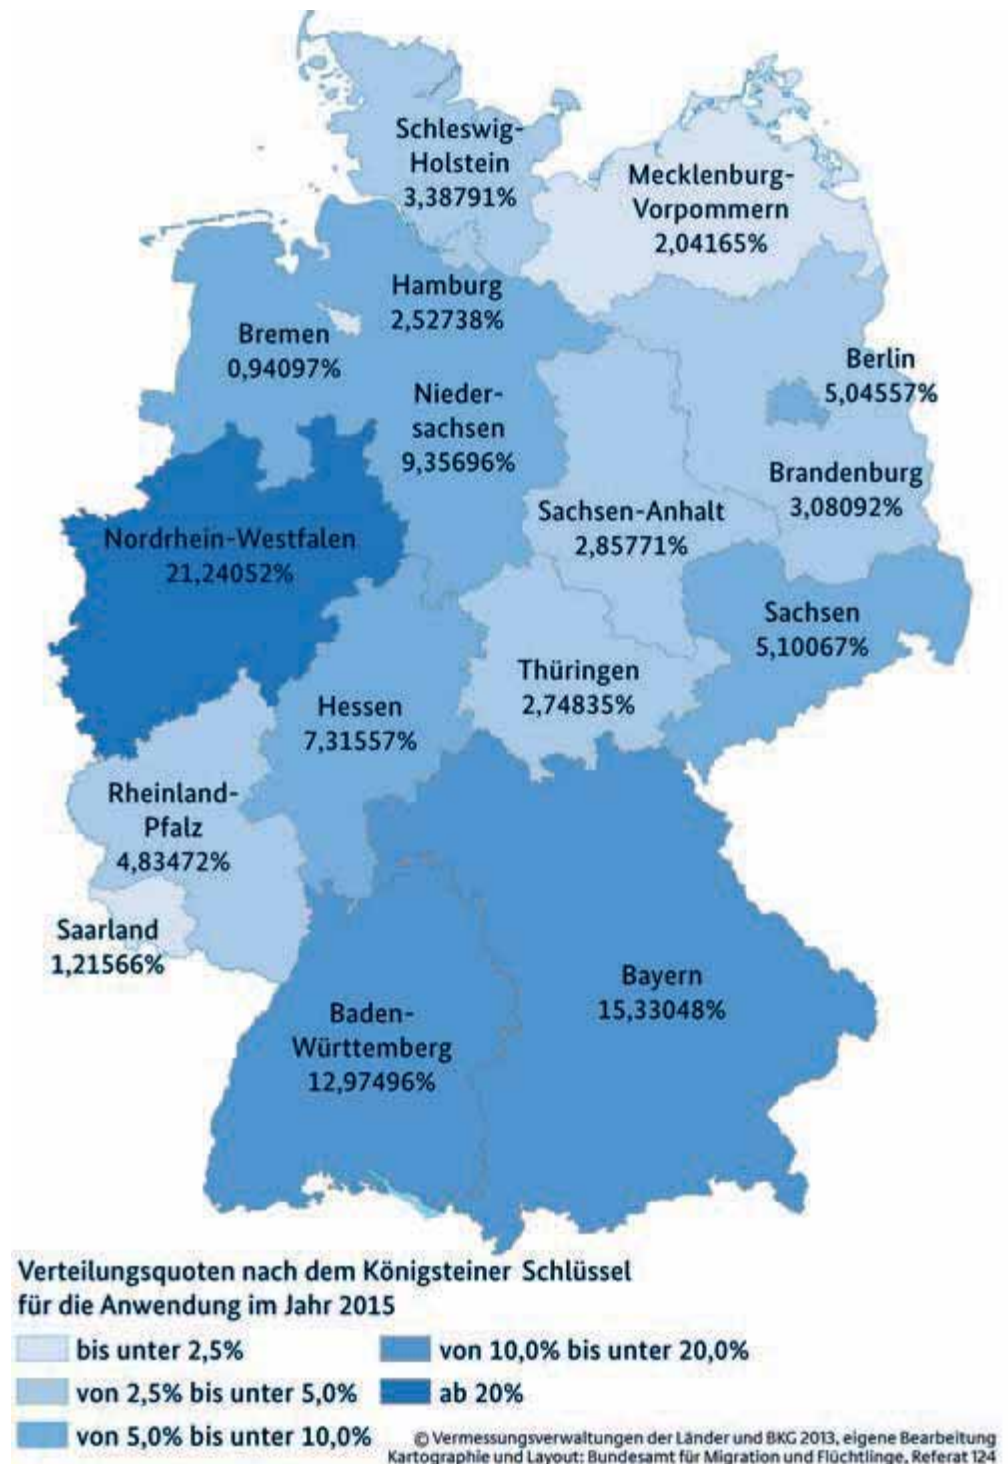 Schleswig-
Holstein
3,38791%
Mecklenburg-
Vorpommern
2,04165%
Hamburg
2,52738%
Bremen
0,94097%
Berlin
5,04557%
Nieder-
sachsen
9,35696%
Brandenburg
3,08092%
Sachsen-Anhalt
2,85771%
Nordrhein-Westfalen
21,24052%
Sachsen
5,10067%
Thüringen
2,74835%
Hessen
7,31557%
Rheinland-
Pfalz
4,83472%
Saarland
1,21566%
Bayern
15,33048%
Baden-
Württemberg
12,97496%
Verteilungsquoten nach dem Königsteiner Schlüssel
für die Anwendung im Jahr 2015
bis unter 2,5%
von 2,5% bis unter 5,0%
von 5,0% bis unter 10,0%
von 10,0% bis unter 20,0%
ab 20%
© Vermessungsverwaltungen der Länder und BKG 2013, eigene Bearbeitung
Kartographie und Layout: Bundesamt für Migration und Flüchtlinge, Referat 124